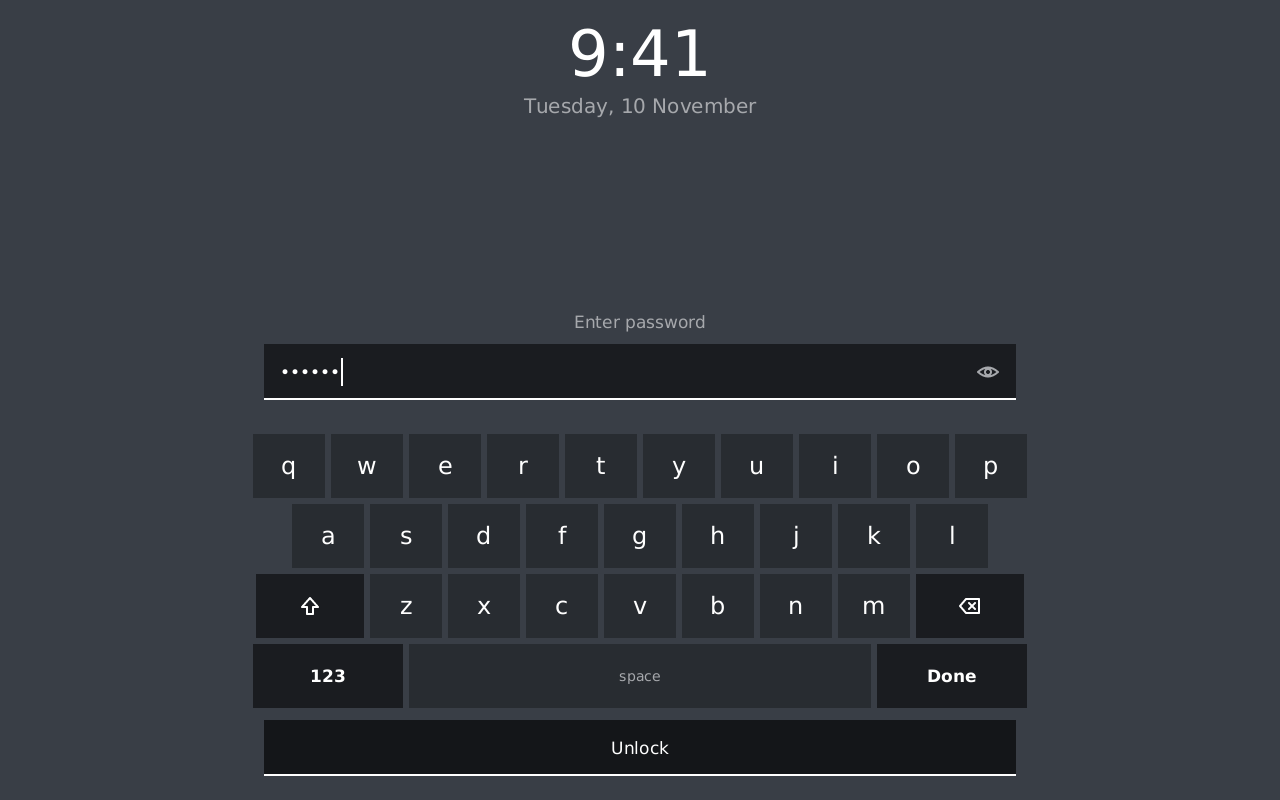 9:41
Tuesday, 10 November
Enter password
••••••
q w e r t y u i o p
a s d f g h j k l
z x c v b n m
123 space Done
Unlock